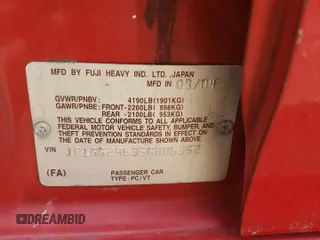 MFD BY FUJI HEAVY IND. LTD. JAPAN
MFD IN 03/04
GVWR/PNBV: 4190LB(1901KG)
GAWR/PNBE: FRONT-2200LB( 998KG)
REAR -2100LB( 953KG)
THIS VEHICLE CONFORMS TO ALL APPLICABLE
FEDERAL MOTOR VEHICLE SAFETY, BUMPER, AND
THEFT PREVENTION STANDARDS IN EFFECT ON THE
DATE OF MANUFACTURE SHOWN ABOVE.
VIN
(FA)
PASSENGER CAR
TYPE: PC/VT
DREAMBID